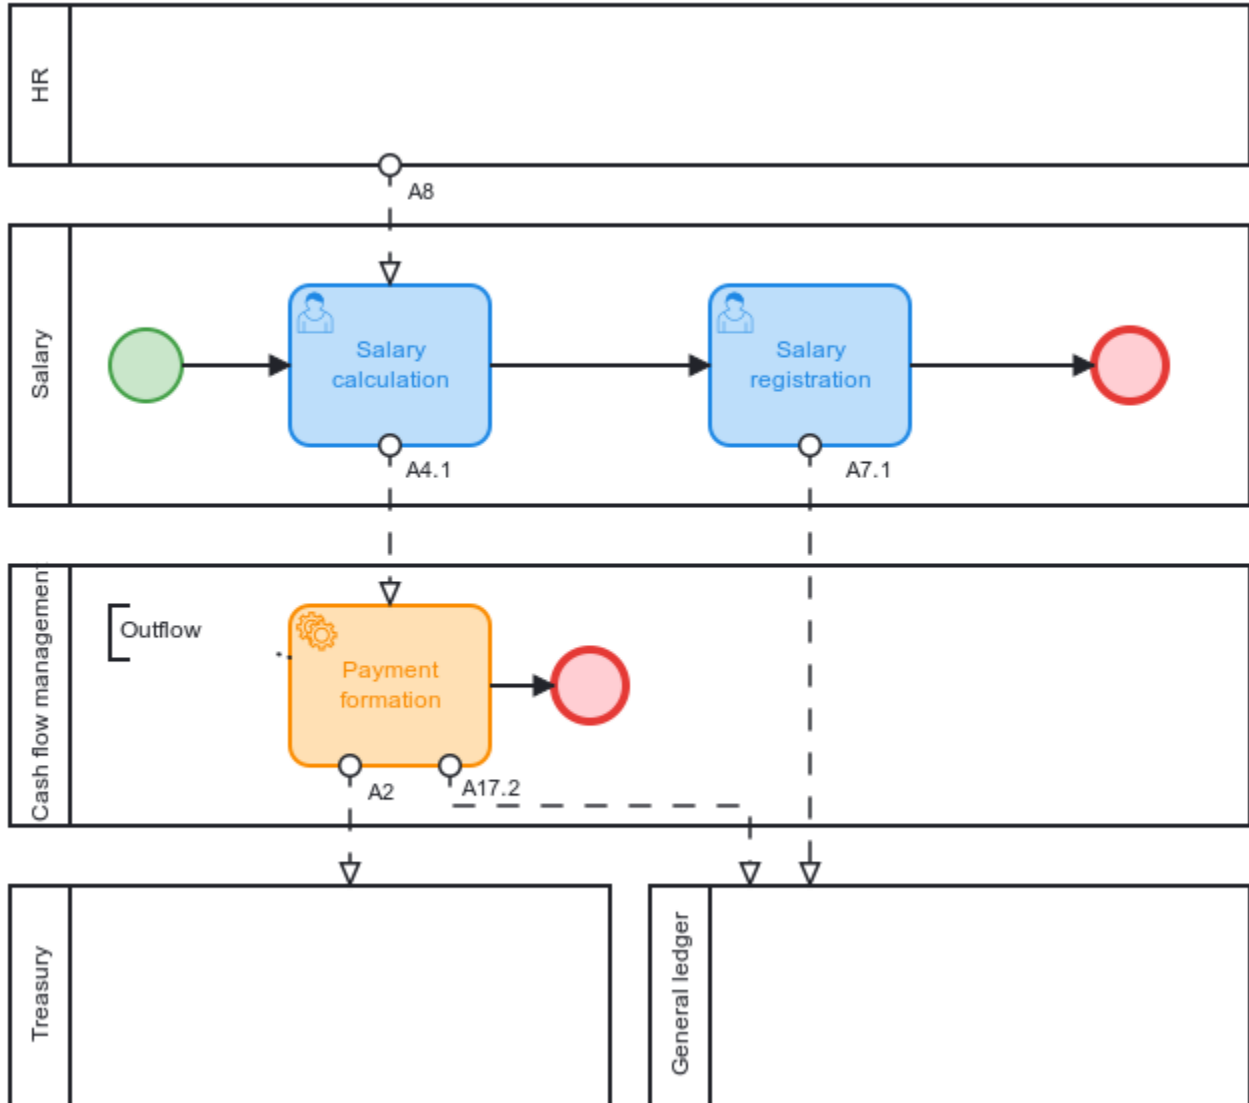 HR
A8
Salary
Salary
calculation
Salary
registration
A4.1
A7.1
Cash flow management
Outflow
Payment
formation
A2
A17.2
Treasury
General ledger